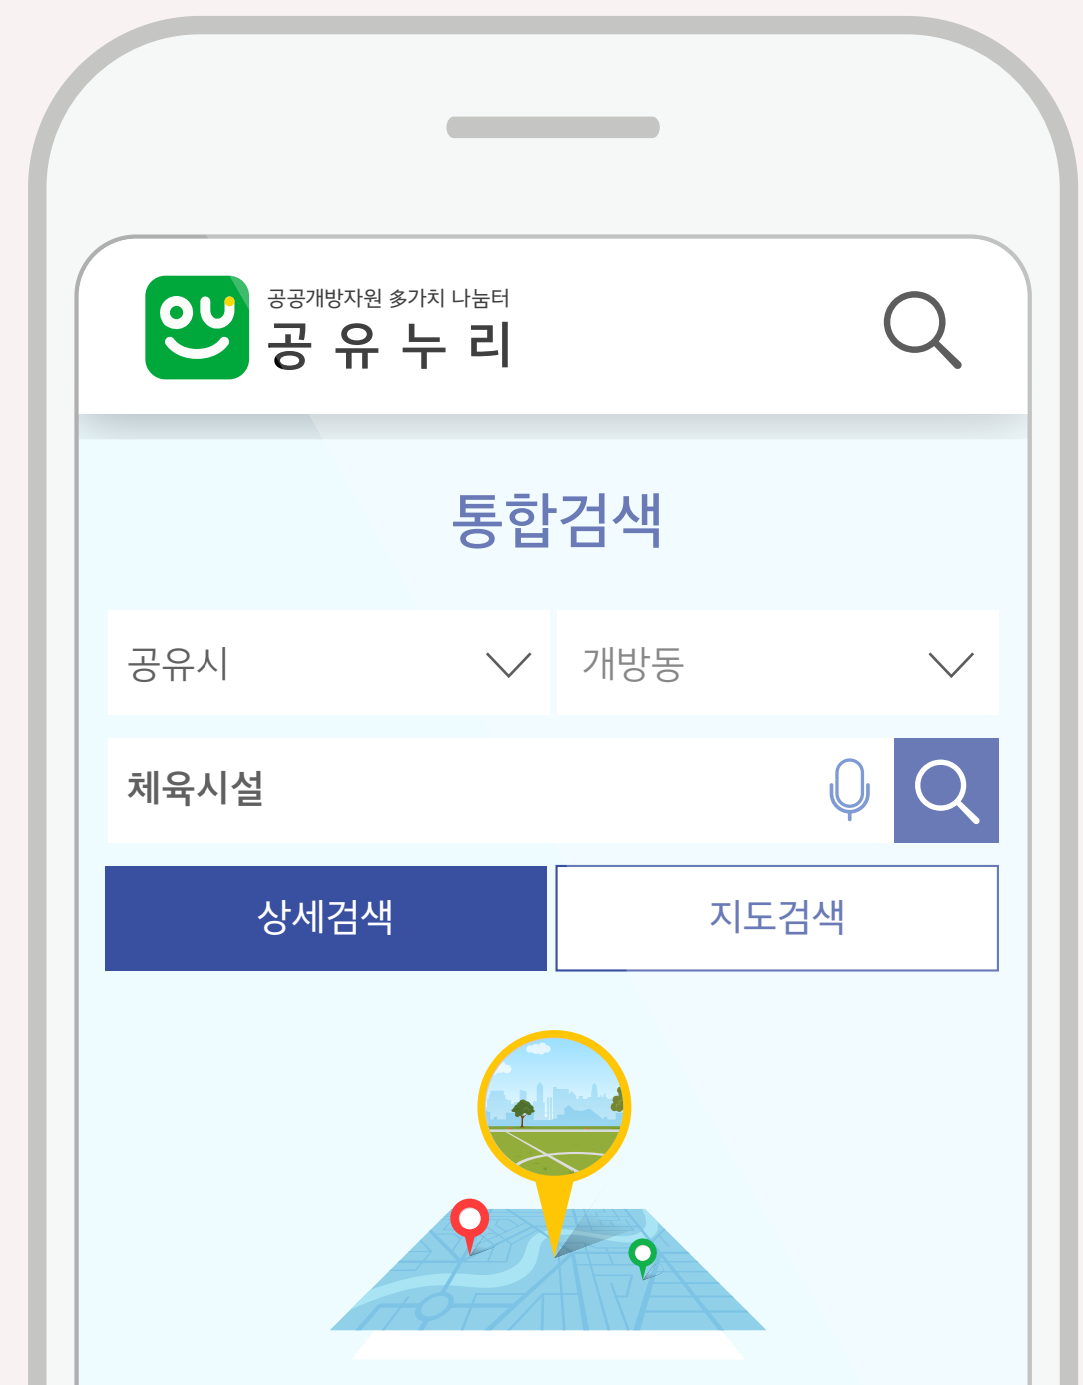 공공개방자원 多가치 나눔터
공유누리
통합검색
공유시
개방동
체육시설
상세검색
지도검색